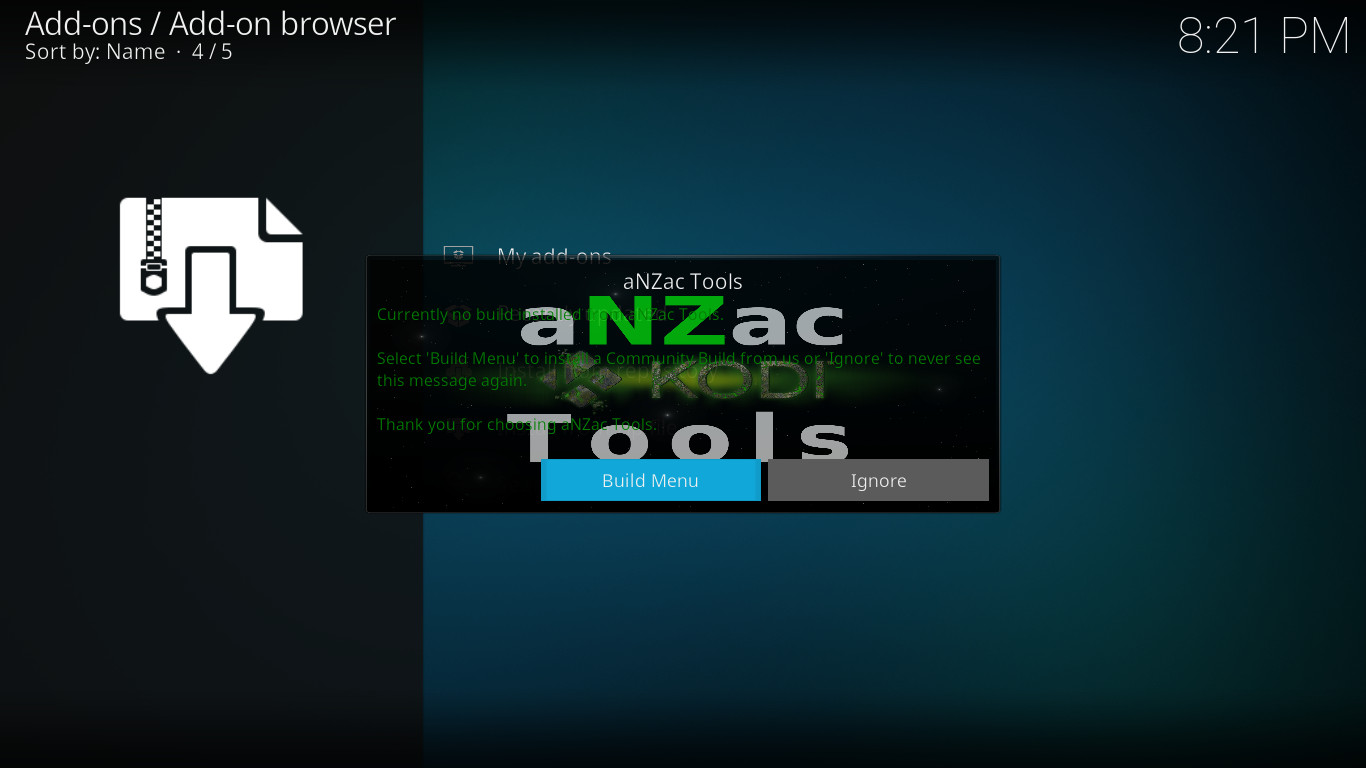 Add-ons / Add-on browser
Sort by: Name · 4 / 5
8:21 PM
My add-ons
aNZac Tools
aNZac
Currently no build installed from aNZac Tools.
KODI
Select 'Build Menu' to install a Community Build from us or 'Ignore' to never see
this message again.
Tools
Thank you for choosing aNZac Tools.
Build Menu
Ignore